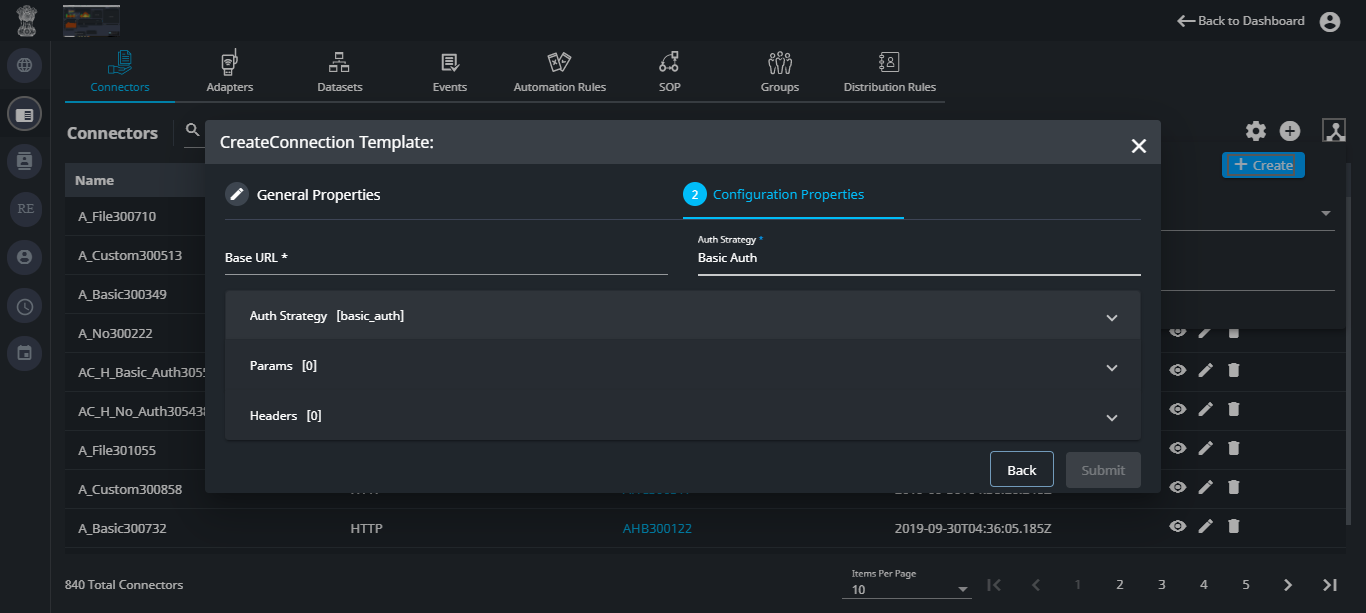 Back to Dashboard
Connectors
Adapters
Datasets
Events
Automation Rules
SOP
Groups
Distribution Rules
RE
Connectors
Create
CreateConnection Template:
General Properties
2 Configuration Properties
Base URL *
Auth Strategy *
Basic Auth
Auth Strategy [basic_auth]
Params [0]
Headers [0]
Back
Submit
Name
A_File300710
A_Custom300513
A_Basic300349
A_No300222
AC_H_Basic_Auth305
AC_H_No_Auth30543
A_File301055
A_Custom300858
A_Basic300732 HTTP AHB300122 2019-09-30T04:36:05.185Z
840 Total Connectors
Items Per Page
10
1 2 3 4 5